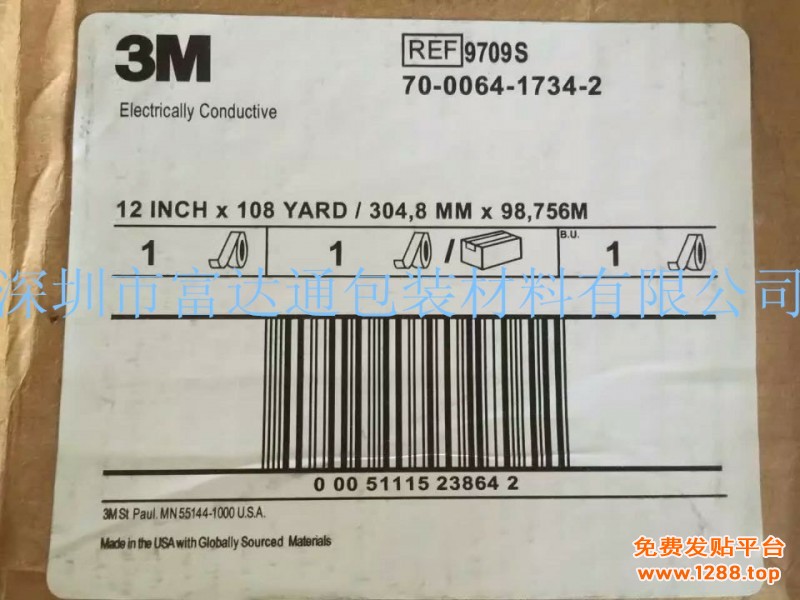 3M
REF 9709S
70-0064-1734-2
Electrically Conductive
12 INCH x 108 YARD / 304,8 MM x 98,756M
1 1 / B.U. 1
深圳市富达通包装材料有限公司
0 00 51115 23864 2
3M St Paul. MN 55144-1000 U.S.A.
Made in the USA with Globally Sourced Materials
免费发贴平台
www.1288.top